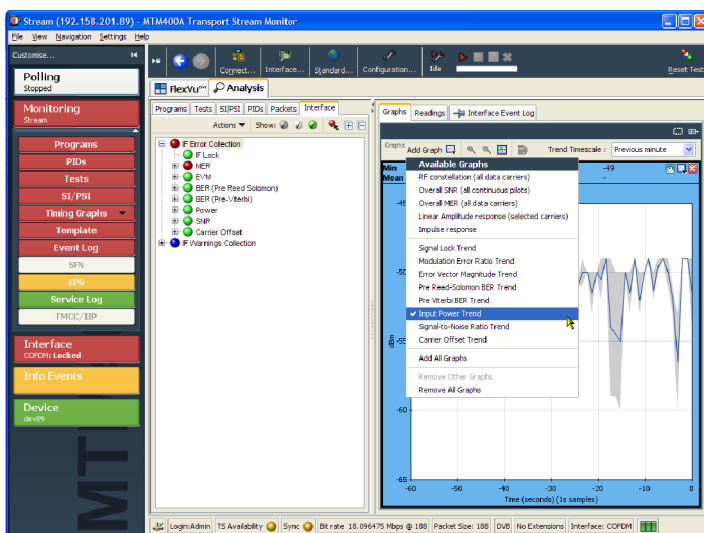 Stream (192.158.201.89) - MTM400A Transport Stream Monitor
File View Navigation Settings Help
Customise...
Polling
Stopped
Monitoring
Stream
Programs
PIDs
Tests
SI/PSI
Timing Graphs
Template
Event Log
SFN
EPG
Service Log
TMCC/IIP
Interface
COFDM: Locked
Info Events
Device
dev89
MTM
Connect...
Interface...
Standard...
Configuration...
Idle
Reset Test
FlexVu™
Analysis
Programs Tests SI/PSI PIDs Packets Interface
Actions Show:
IF Error Collection
IF Lock
MER
EVM
BER (Pre Reed Solomon)
BER (Pre-Viterbi)
Power
SNR
Carrier Offset
IF Warnings Collection
Graphs Readings Interface Event Log
Graphs Add Graph Trend Timescale : Previous minute
Min -49
Mean -
Available Graphs
RF constellation (all data carriers)
Overall SNR (all continuous pilots)
Overall MER (all data carriers)
Linear Amplitude response (selected carriers)
Impulse response
Signal Lock Trend
Modulation Error Ratio Trend
Error Vector Magnitude Trend
Pre Reed-Solomon BER Trend
Pre Viterbi BER Trend
Input Power Trend
Signal-to-Noise Ratio Trend
Carrier Offset Trend
Add All Graphs
Remove Other Graphs
Remove All Graphs
-45
-50
-55
-60
-65
dBm
-60 -50 -40 -30 -20 -10 0
Time (seconds) (1s samples)
Login:Admin TS Availability Sync Bit rate 18.096475 Mbps @ 188 Packet Size: 188 DVB No Extensions Interface: COFDM